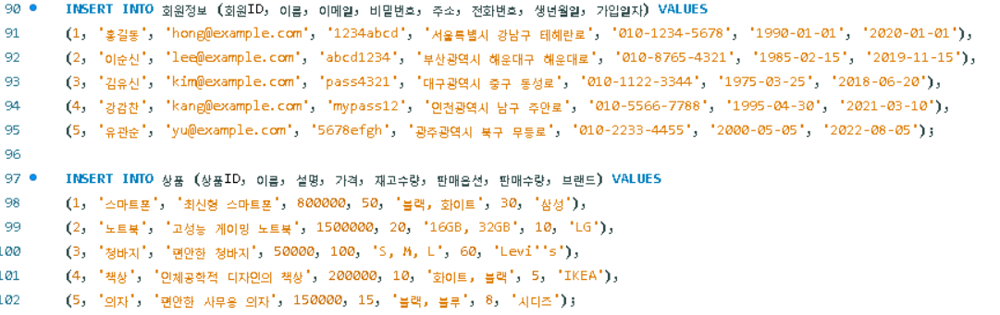 90 INSERT INTO 회원정보 (회원ID, 이름, 이메일, 비밀번호, 주소, 전화번호, 생년월일, 가입일자) VALUES
91 (1, '홍길동', 'hong@example.com', '1234abcd', '서울특별시 강남구 테헤란로', '010-1234-5678', '1990-01-01', '2020-01-01'),
92 (2, '이순신', 'lee@example.com', 'abcd1234', '부산광역시 해운대구 해운대로', '010-8765-4321', '1985-02-15', '2019-11-15'),
93 (3, '김유신', 'kim@example.com', 'pass4321', '대구광역시 중구 동성로', '010-1122-3344', '1975-03-25', '2018-06-20'),
94 (4, '강감찬', 'kang@example.com', 'mypass12', '인천광역시 남구 주안로', '010-5566-7788', '1995-04-30', '2021-03-10'),
95 (5, '유관순', 'yu@example.com', '5678efgh', '광주광역시 북구 무등로', '010-2233-4455', '2000-05-05', '2022-08-05');
96
97 INSERT INTO 상품 (상품ID, 이름, 설명, 가격, 재고수량, 판매옵션, 판매수량, 브랜드) VALUES
98 (1, '스마트폰', '최신형 스마트폰', 800000, 50, '블랙, 화이트', 30, '삼성'),
99 (2, '노트북', '고성능 게이밍 노트북', 1500000, 20, '16GB, 32GB', 10, 'LG'),
100 (3, '청바지', '편안한 청바지', 50000, 100, 'S, M, L', 60, 'Levi''s'),
101 (4, '책상', '인체공학적 디자인의 책상', 200000, 10, '화이트, 블랙', 5, 'IKEA'),
102 (5, '의자', '편안한 사무용 의자', 150000, 15, '블랙, 블루', 8, '시디즈');